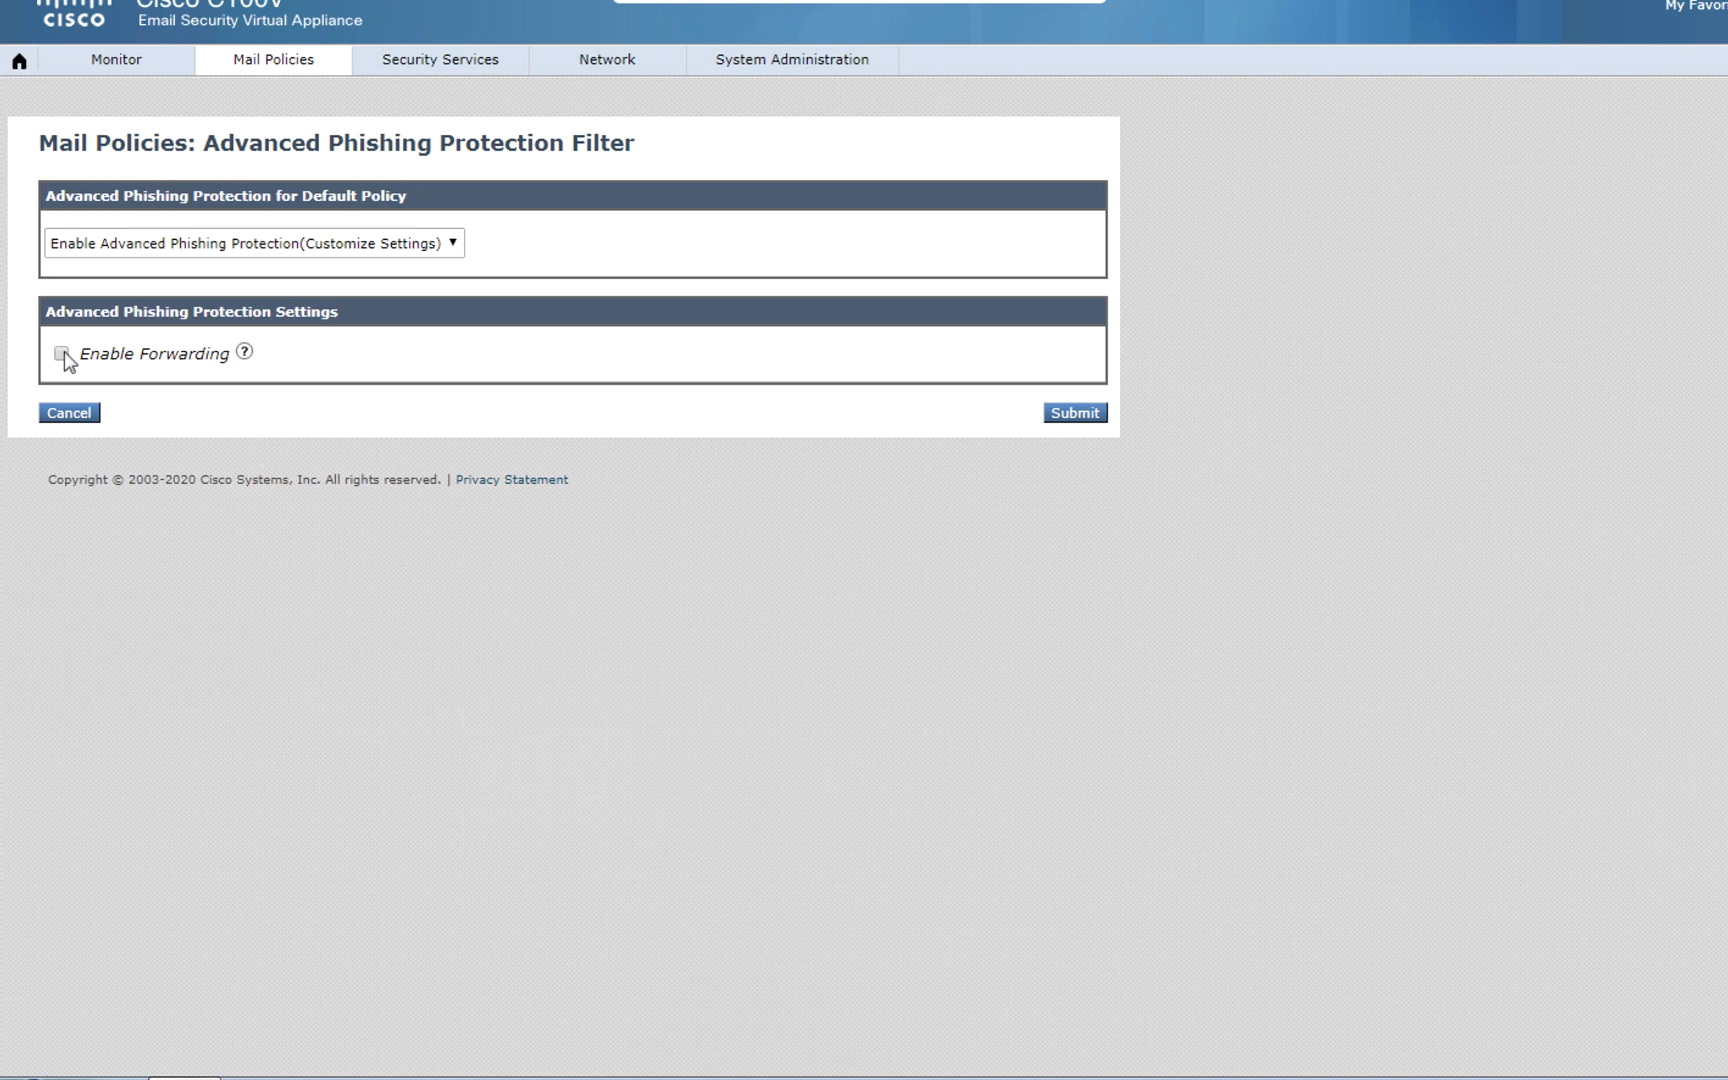 Cisco C100V
CISCO
Email Security Virtual Appliance
My Favor
Monitor
Mail Policies
Security Services
Network
System Administration
Mail Policies: Advanced Phishing Protection Filter
Advanced Phishing Protection for Default Policy
Enable Advanced Phishing Protection(Customize Settings) ▼
Advanced Phishing Protection Settings
Enable Forwarding ?
Cancel
Submit
Copyright © 2003-2020 Cisco Systems, Inc. All rights reserved. | Privacy Statement